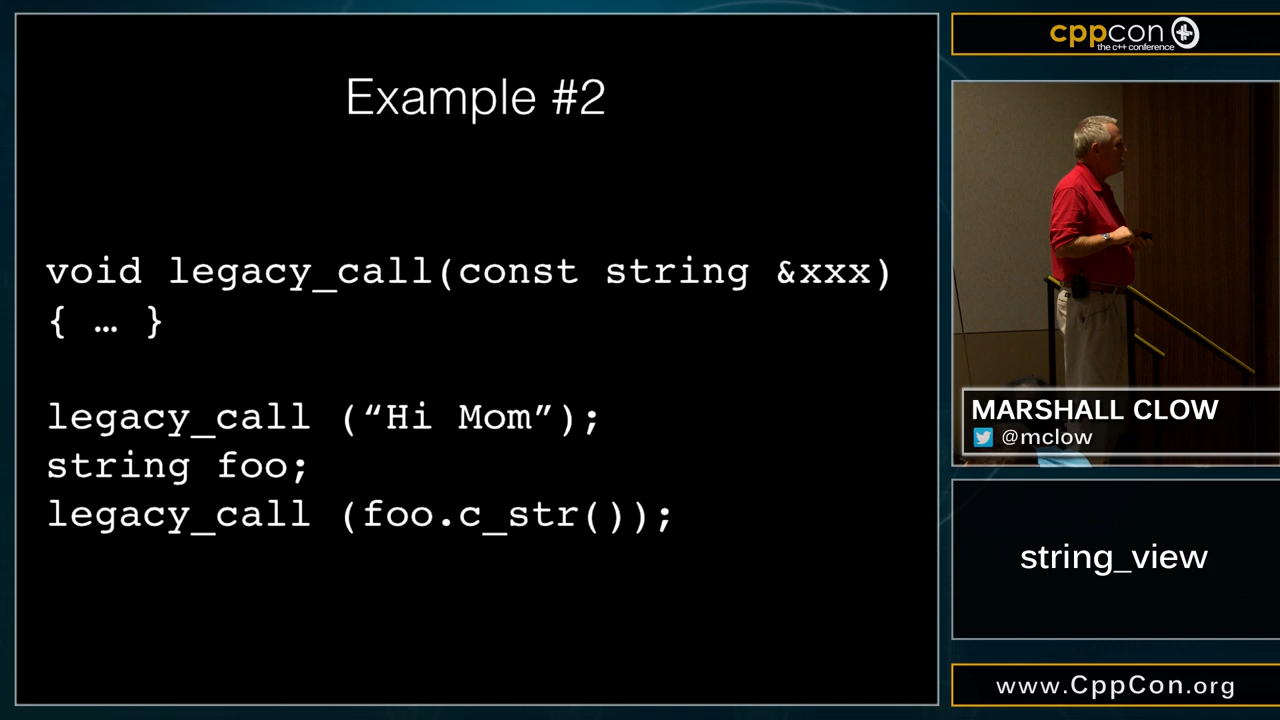 Example #2
void legacy_call(const string &xxx)
{ … }
legacy_call (“Hi Mom”);
string foo;
legacy_call (foo.c_str());
cppcon
the c++ conference
MARSHALL CLOW
@mclow
string_view
www.CppCon.org